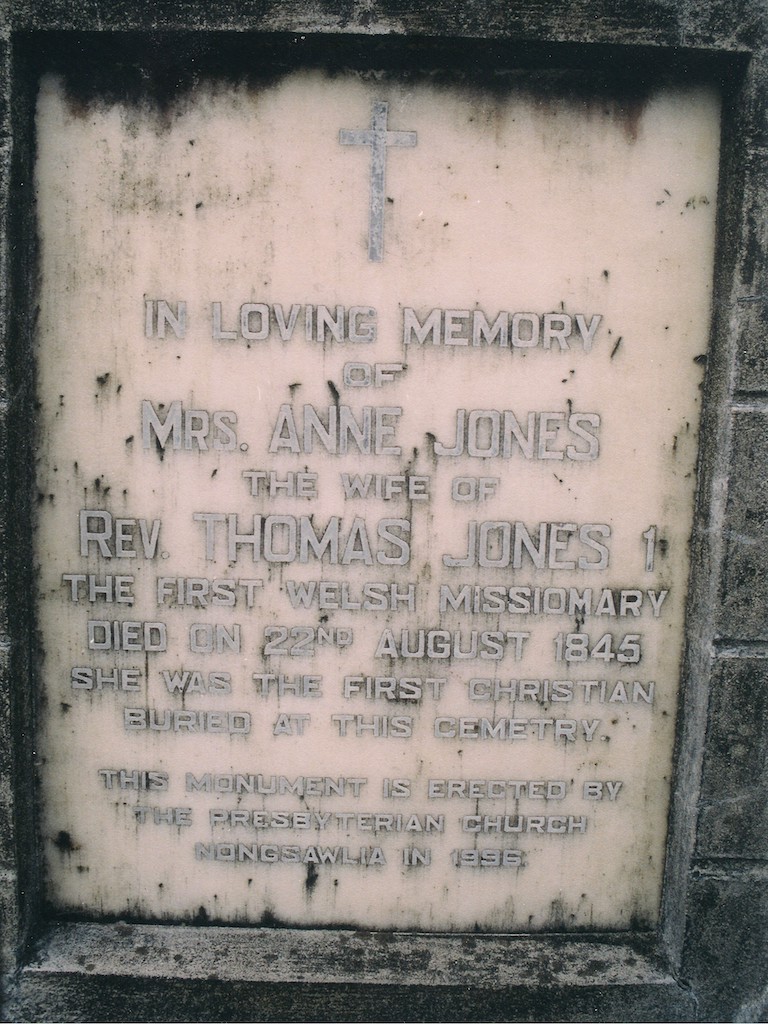 IN LOVING MEMORY
OF
MRS. ANNE JONES
THE WIFE OF
REV. THOMAS JONES 1
THE FIRST WELSH MISSIOMARY
DIED ON 22ND AUGUST 1845
SHE WAS THE FIRST CHRISTIAN
BURIED AT THIS CEMETRY.
THIS MONUMENT IS ERECTED BY
THE PRESBYTERIAN CHURCH
NONGSAWLIA IN 1996.